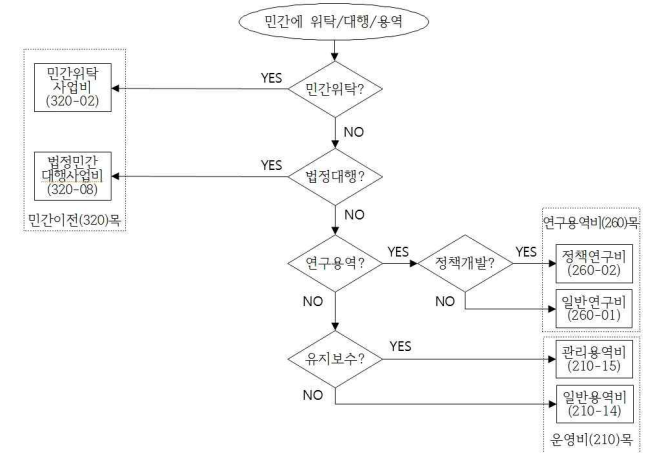 민간에 위탁/대행/용역
YES
민간위탁
사업비
(320-02)
민간위탁?
NO
YES
법정민간
대행사업비
(320-08)
법정대행?
민간이전(320)목
NO
연구용역비(260)목
연구용역?
YES
정책개발?
YES
정책연구비
(260-02)
NO
NO
일반연구비
(260-01)
유지보수?
YES
관리용역비
(210-15)
NO
일반용역비
(210-14)
운영비(210)목